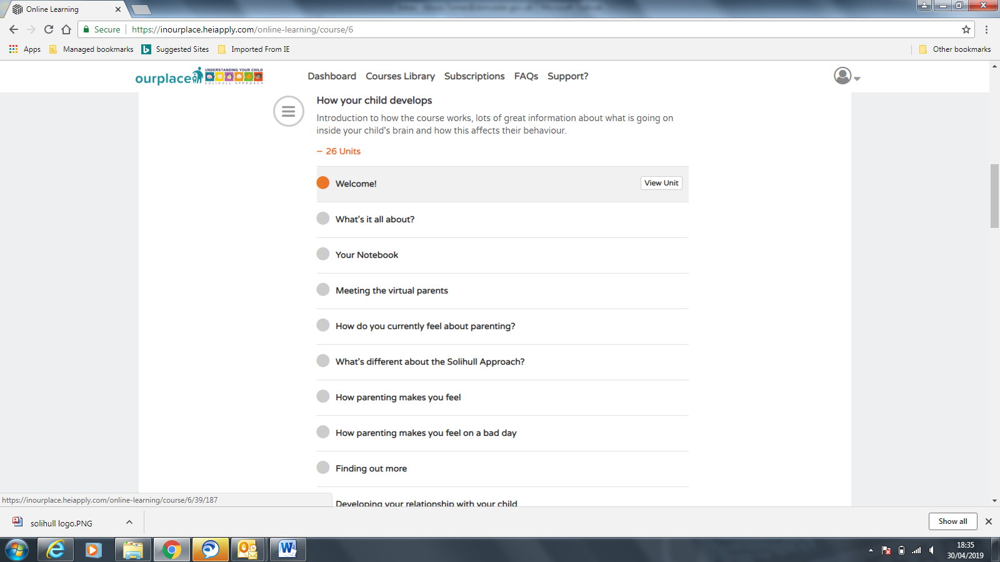 Online Learning
Secure
https://inourplace.heiapply.com/online-learning/course/6
Apps
Managed bookmarks
Suggested Sites
Imported From IE
Other bookmarks
ourplace
UNDERSTANDING YOUR CHILD
SOLIHULL APPROACH
Dashboard
Courses Library
Subscriptions
FAQs
Support?
How your child develops
Introduction to how the course works, lots of great information about what is going on
inside your child's brain and how this affects their behaviour.
– 26 Units
Welcome!
View Unit
What's it all about?
Your Notebook
Meeting the virtual parents
How do you currently feel about parenting?
What's different about the Solihull Approach?
How parenting makes you feel
How parenting makes you feel on a bad day
Finding out more
Developing your relationship with your child
https://inourplace.heiapply.com/online-learning/course/6/39/187
solihull logo.PNG
Show all
18:35
30/04/2019